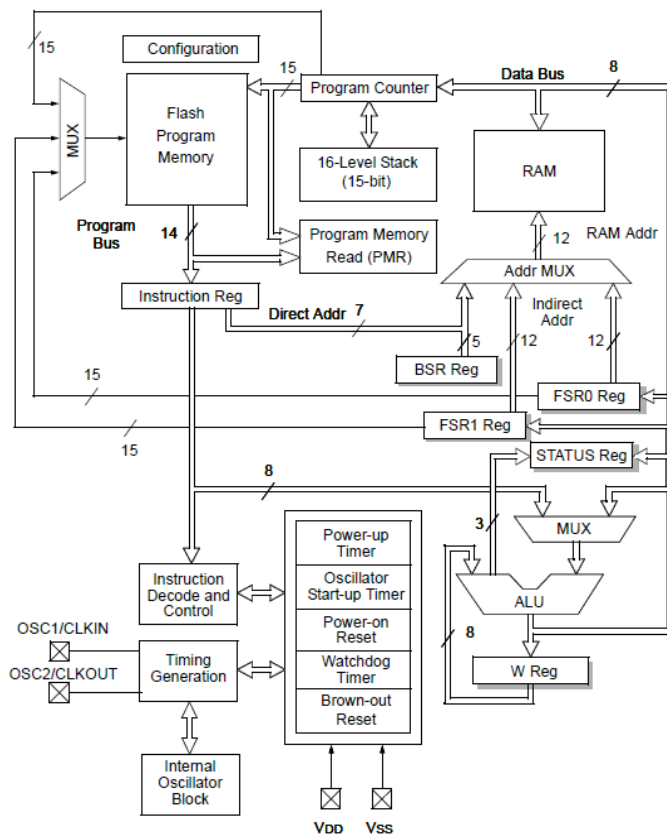 Configuration
15
MUX
Flash
Program
Memory
15
Program Counter
Data Bus
8
16-Level Stack
(15-bit)
RAM
Program
Bus
14
Program Memory
Read (PMR)
12
RAM Addr
Addr MUX
Instruction Reg
Direct Addr
7
Indirect
Addr
5
12
12
BSR Reg
15
FSR0 Reg
15
FSR1 Reg
STATUS Reg
8
3
MUX
Power-up
Timer
Instruction
Decode and
Control
Oscillator
Start-up Timer
ALU
OSC1/CLKIN
Power-on
Reset
8
OSC2/CLKOUT
Timing
Generation
Watchdog
Timer
W Reg
Brown-out
Reset
Internal
Oscillator
Block
VDD
VSS